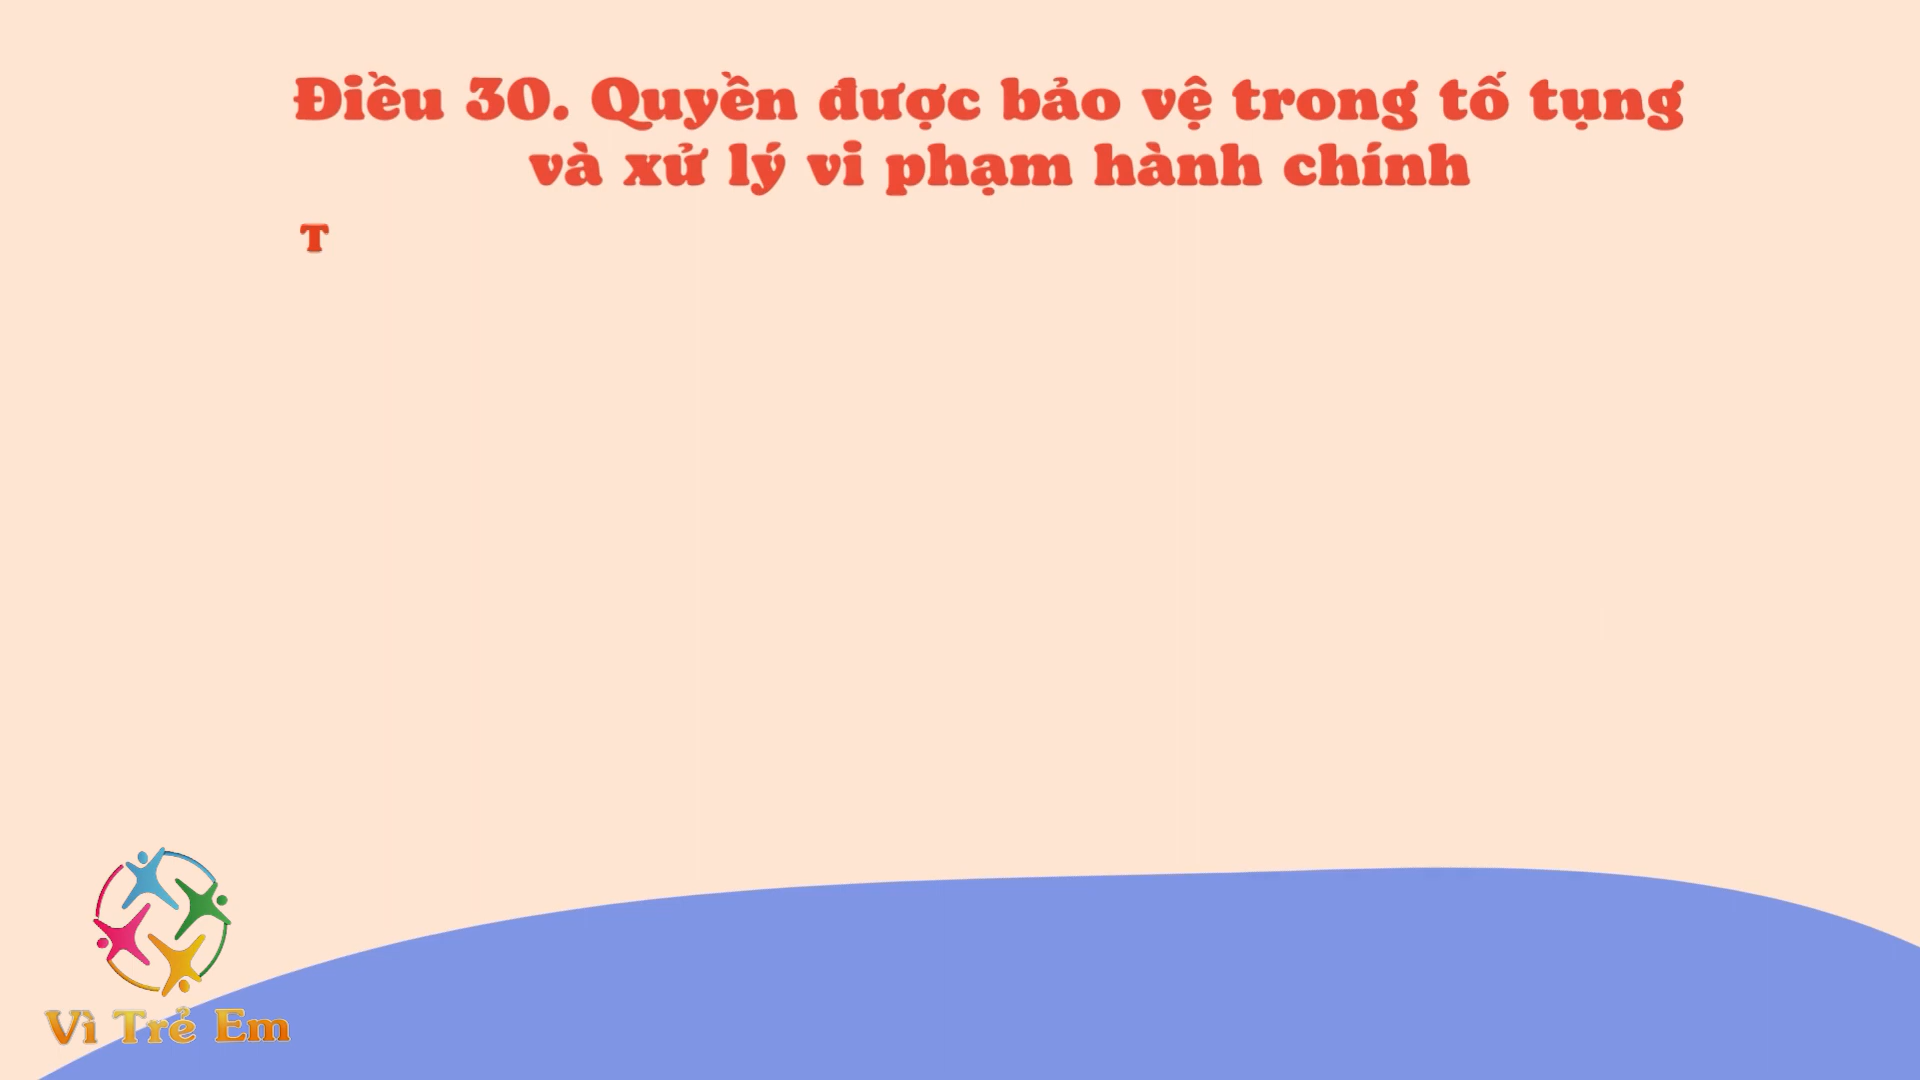 Điều 30. Quyền được bảo vệ trong tố tụng
và xử lý vi phạm hành chính
T
Vì Trẻ Em